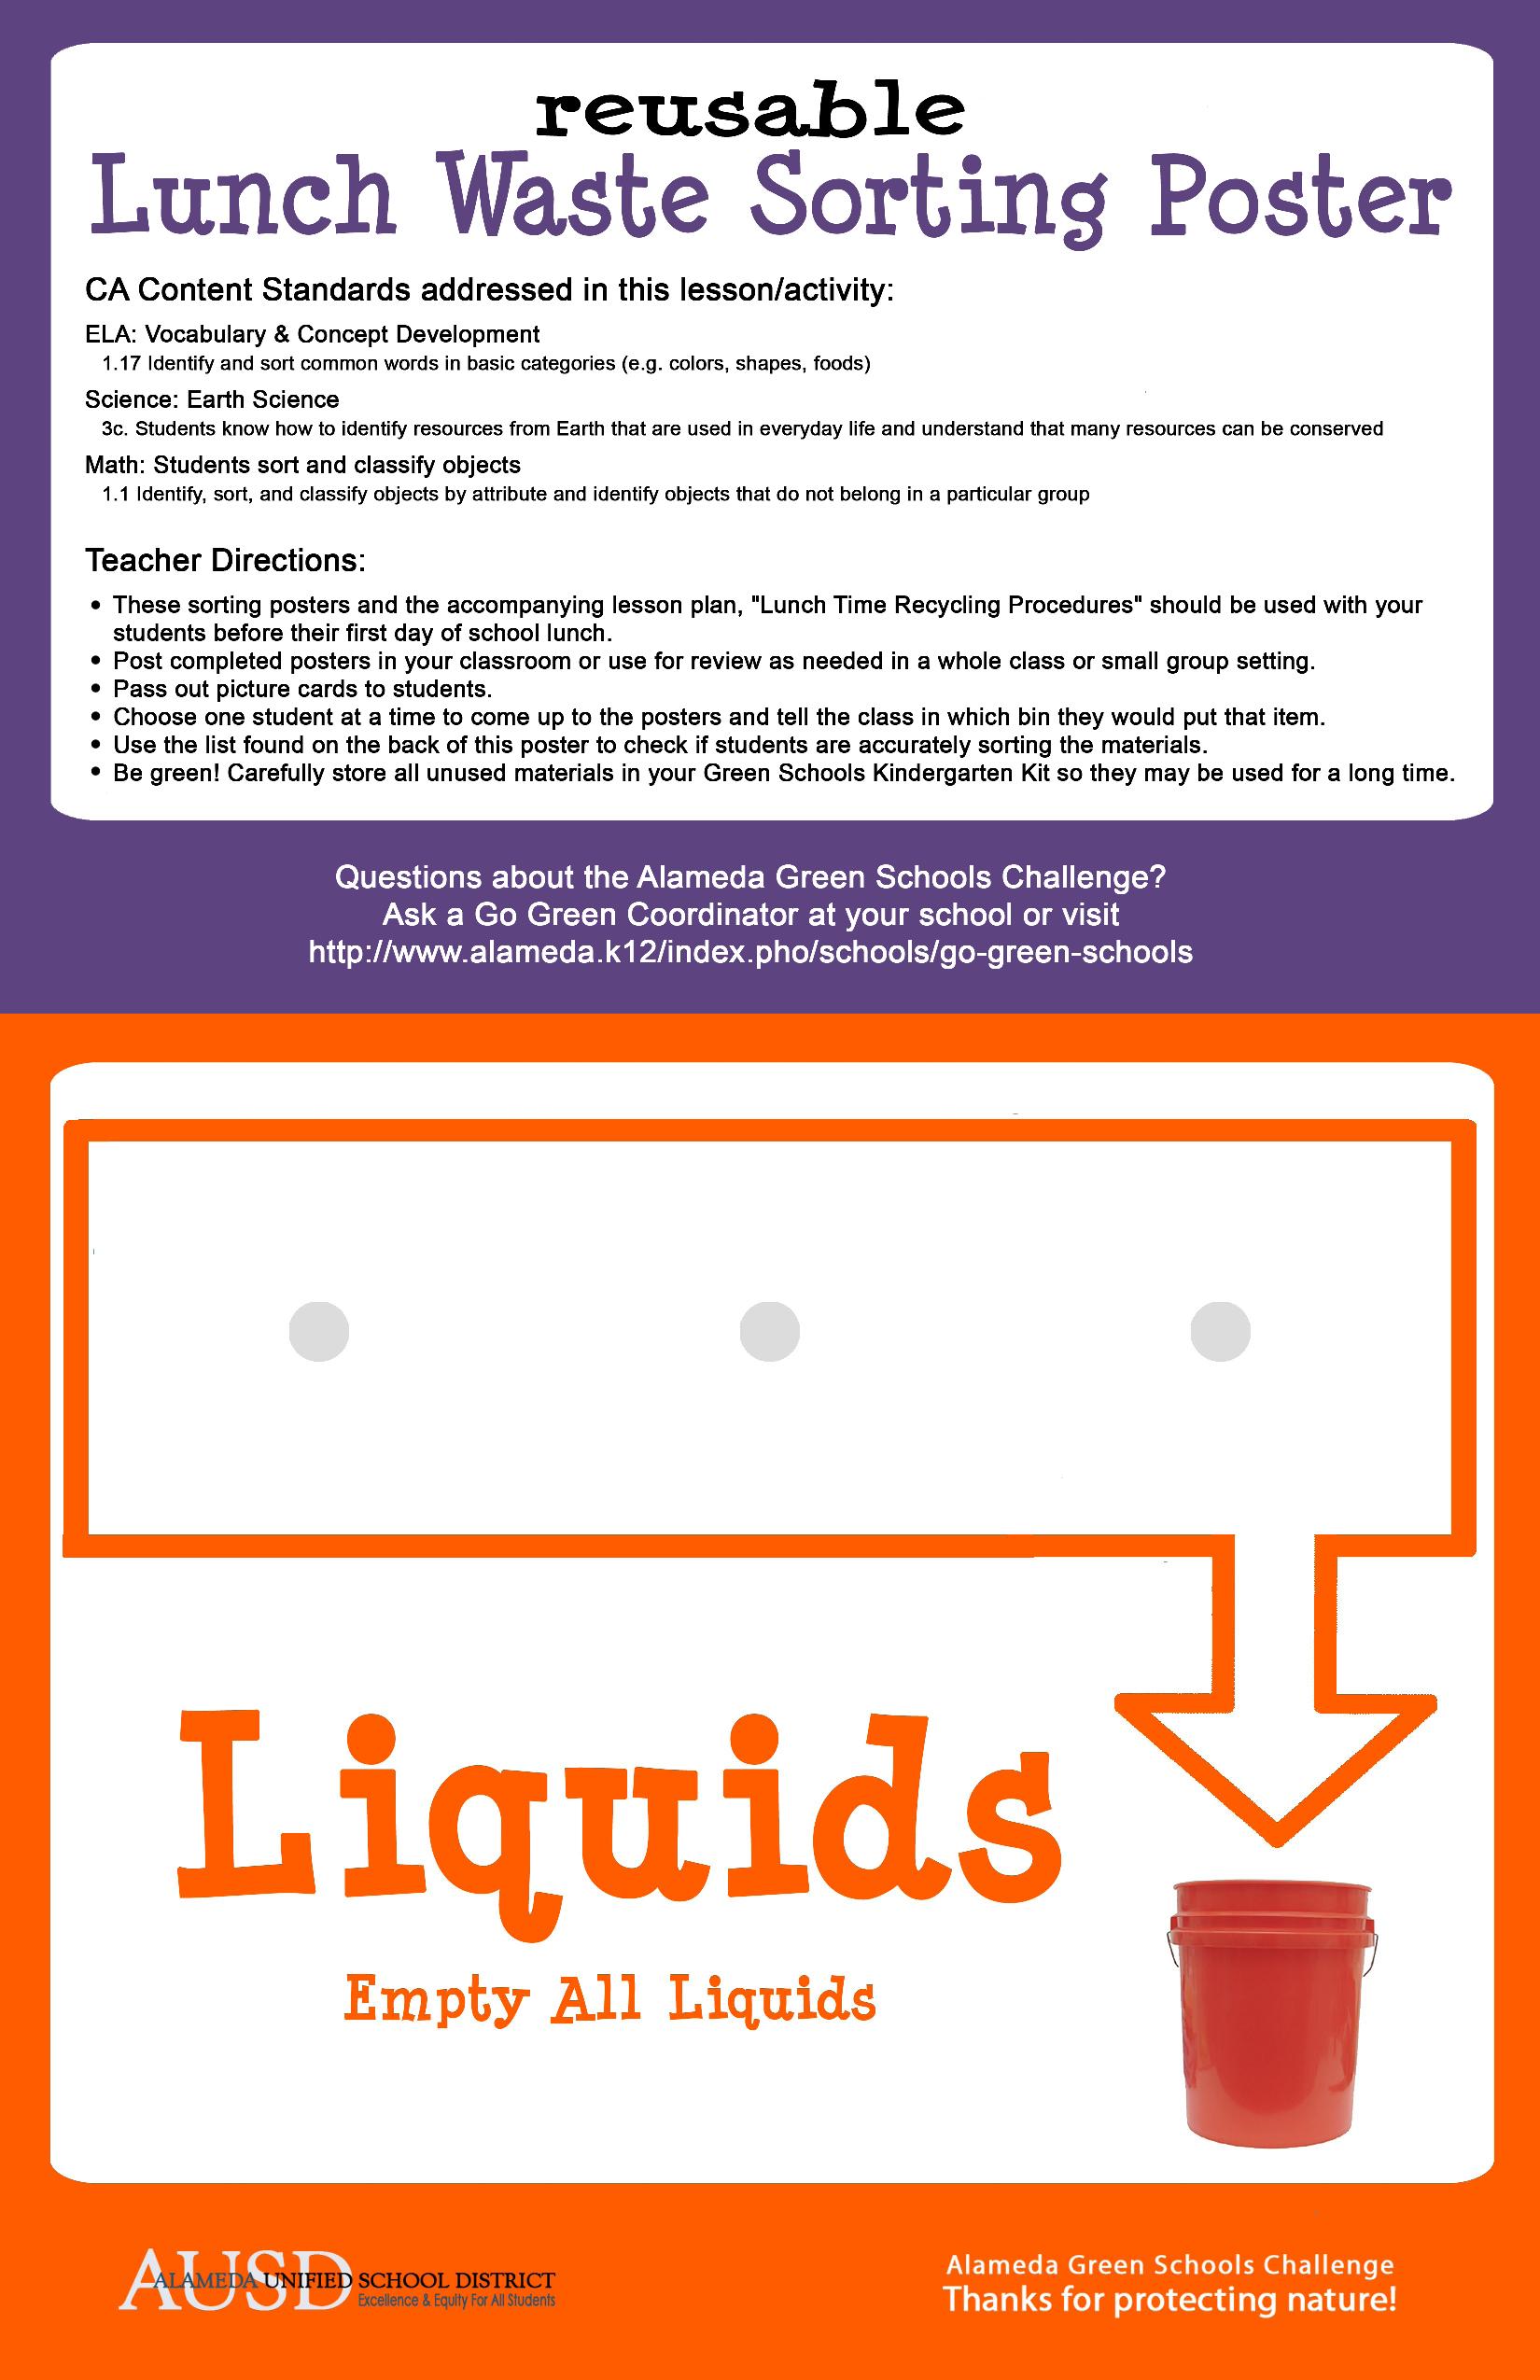 reusable
Lunch Waste Sorting Poster
CA Content Standards addressed in this lesson/activity:
ELA: Vocabulary & Concept Development
1.17 Identify and sort common words in basic categories (e.g. colors, shapes, foods)
Science: Earth Science
3c. Students know how to identify resources from Earth that are used in everyday life and understand that many resources can be conserved
Math: Students sort and classify objects
1.1 Identify, sort, and classify objects by attribute and identify objects that do not belong in a particular group
Teacher Directions:
• These sorting posters and the accompanying lesson plan, "Lunch Time Recycling Procedures" should be used with your
students before their first day of school lunch.
• Post completed posters in your classroom or use for review as needed in a whole class or small group setting.
• Pass out picture cards to students.
• Choose one student at a time to come up to the posters and tell the class in which bin they would put that item.
• Use the list found on the back of this poster to check if students are accurately sorting the materials.
• Be green! Carefully store all unused materials in your Green Schools Kindergarten Kit so they may be used for a long time.
Questions about the Alameda Green Schools Challenge?
Ask a Go Green Coordinator at your school or visit
http://www.alameda.k12/index.pho/schools/go-green-schools
Liquids
Empty All Liquids
AUSD
ALAMEDA UNIFIED SCHOOL DISTRICT
Excellence & Equity For All Students
Alameda Green Schools Challenge
Thanks for protecting nature!